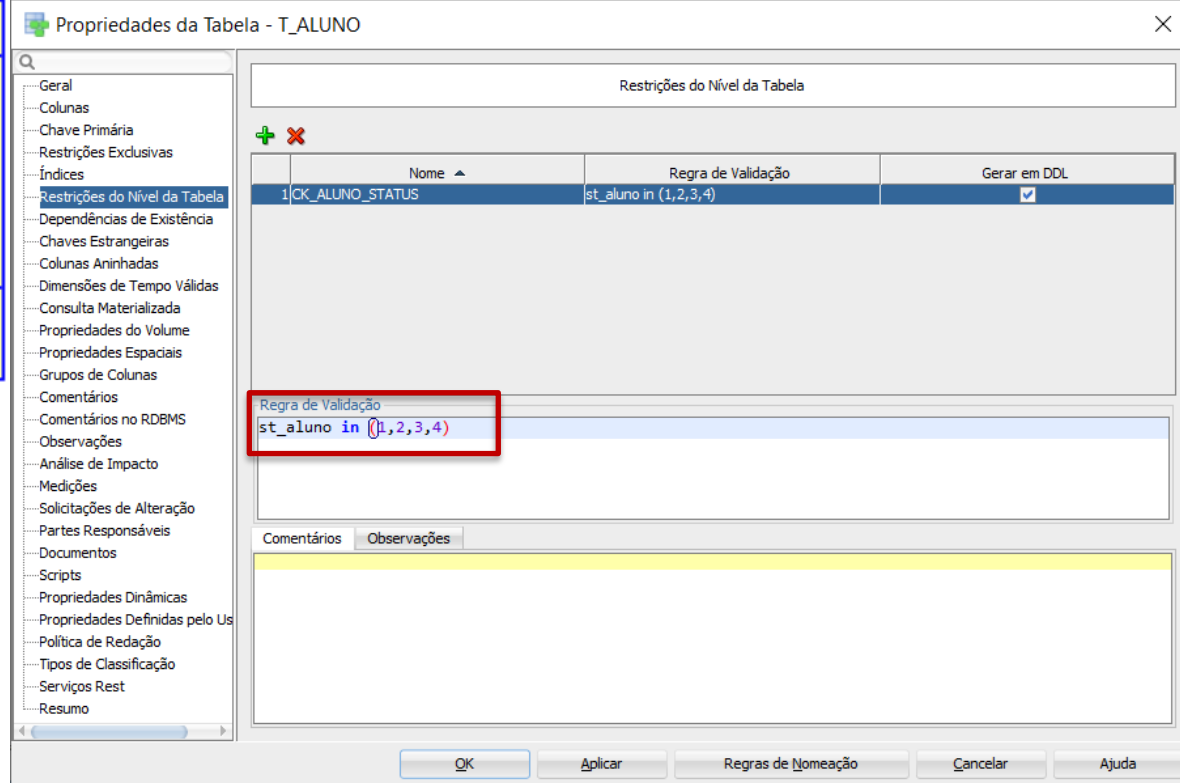 Propriedades da Tabela - T_ALUNO
Geral
Colunas
Chave Primária
Restrições Exclusivas
Índices
Restrições do Nível da Tabela
Dependências de Existência
Chaves Estrangeiras
Colunas Aninhadas
Dimensões de Tempo Válidas
Consulta Materializada
Propriedades do Volume
Propriedades Espaciais
Grupos de Colunas
Comentários
Comentários no RDBMS
Observações
Análise de Impacto
Medições
Solicitações de Alteração
Partes Responsáveis
Documentos
Scripts
Propriedades Dinâmicas
Propriedades Definidas pelo Us
Política de Redação
Tipos de Classificação
Serviços Rest
Resumo
Restrições do Nível da Tabela
Nome Regra de Validação Gerar em DDL
1 CK_ALUNO_STATUS st_aluno in (1,2,3,4)
Regra de Validação
st_aluno in (1,2,3,4)
Comentários Observações
OK Aplicar Regras de Nomeação Cancelar Ajuda